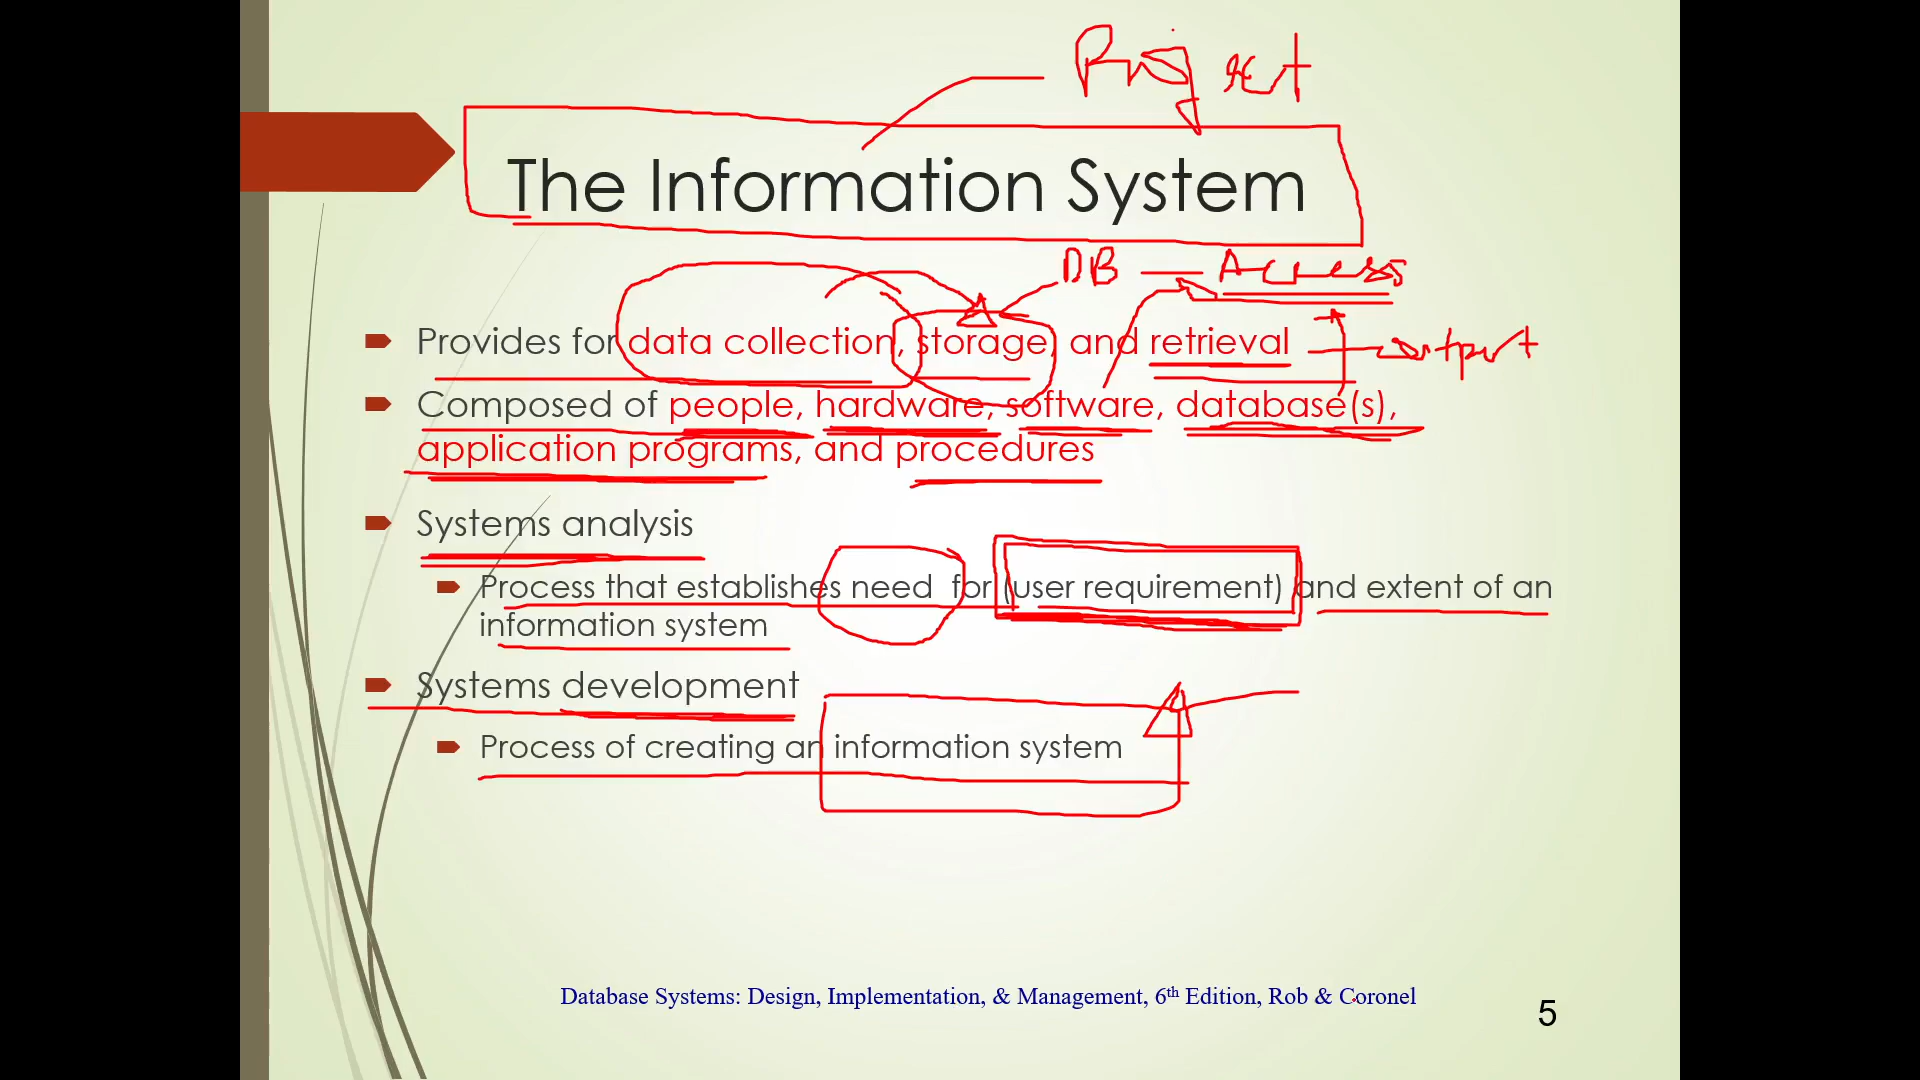 Project
The Information System
DB — Access
Provides for data collection, storage, and retrieval
output
Composed of people, hardware, software, database(s),
application programs, and procedures
Systems analysis
Process that establishes need for (user requirement) and extent of an
information system
Systems development
Process of creating an information system
Database Systems: Design, Implementation, & Management, 6th Edition, Rob & Coronel
5